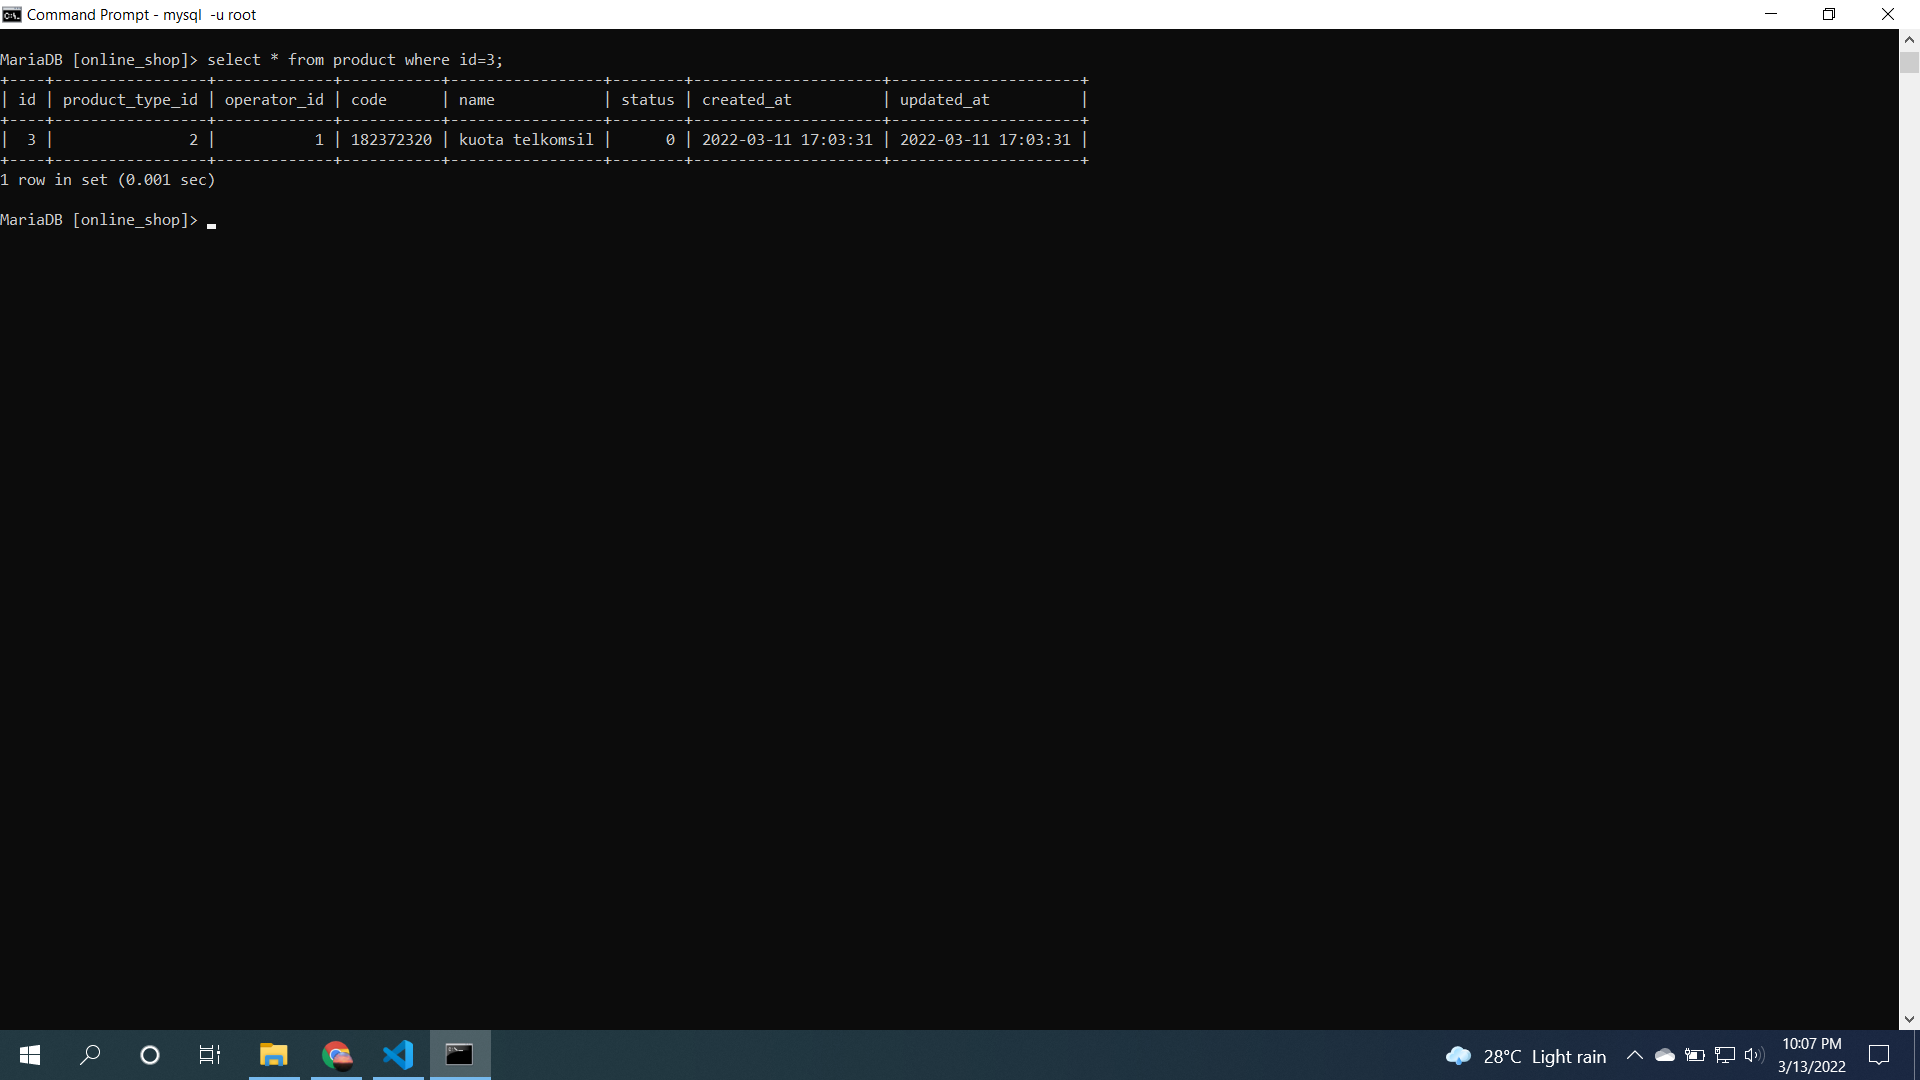 Command Prompt - mysql  -u root
MariaDB [online_shop]> select * from product where id=3;
+----+-----------------+-------------+-----------+-----------------+--------+---------------------+---------------------+
| id | product_type_id | operator_id | code      | name            | status | created_at          | updated_at          |
+----+-----------------+-------------+-----------+-----------------+--------+---------------------+---------------------+
|  3 |               2 |           1 | 182372320 | kuota telkomsil |      0 | 2022-03-11 17:03:31 | 2022-03-11 17:03:31 |
+----+-----------------+-------------+-----------+-----------------+--------+---------------------+---------------------+
1 row in set (0.001 sec)
MariaDB [online_shop]> _
28°C  Light rain
10:07 PM
3/13/2022